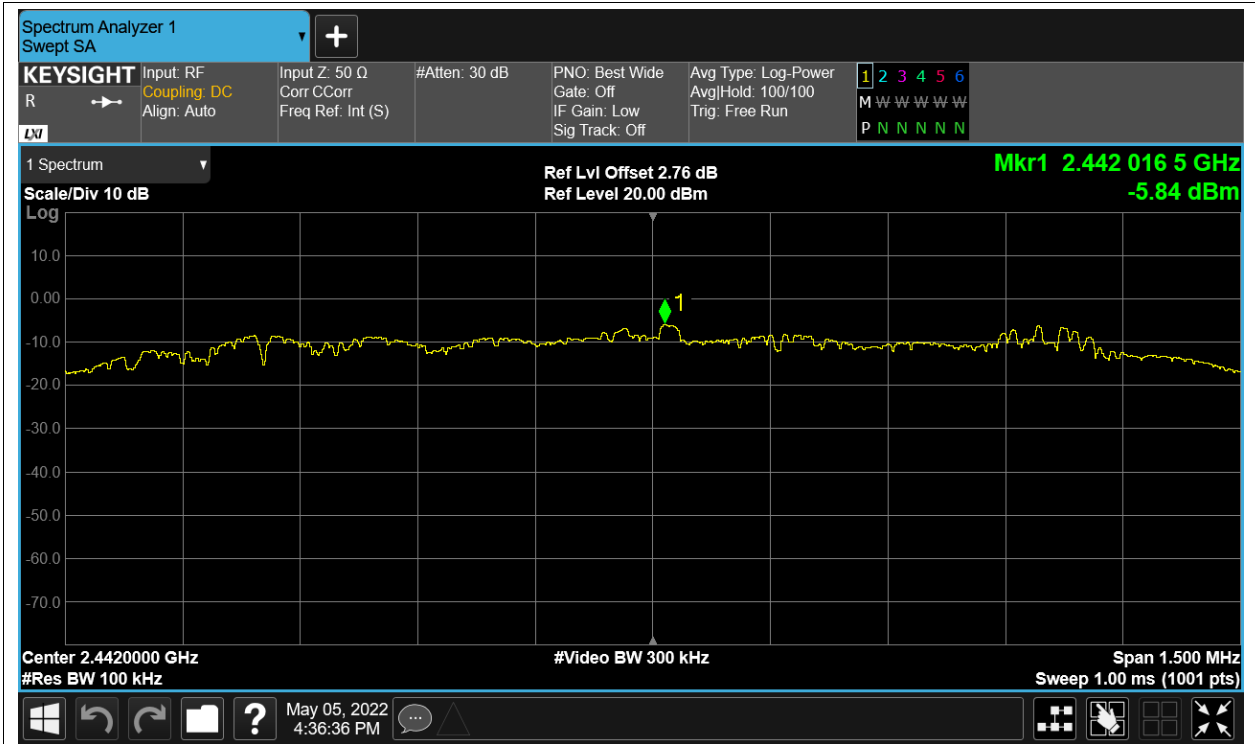 Spectrum Analyzer 1
Swept SA
KEYSIGHT
R
LXI
Input: RF
Coupling: DC
Align: Auto
Input Z: 50 Ω
Corr CCorr
Freq Ref: Int (S)
#Atten: 30 dB
PNO: Best Wide
Gate: Off
IF Gain: Low
Sig Track: Off
Avg Type: Log-Power
Avg|Hold: 100/100
Trig: Free Run
1 2 3 4 5 6
M W W W W W
P N N N N N
1 Spectrum
Scale/Div 10 dB
Log
Ref Lvl Offset 2.76 dB
Ref Level 20.00 dBm
Mkr1 2.442 016 5 GHz
-5.84 dBm
10.0
0.00
1
-10.0
-20.0
-30.0
-40.0
-50.0
-60.0
-70.0
Center 2.4420000 GHz
#Res BW 100 kHz
#Video BW 300 kHz
Span 1.500 MHz
Sweep 1.00 ms (1001 pts)
?
May 05, 2022
4:36:36 PM